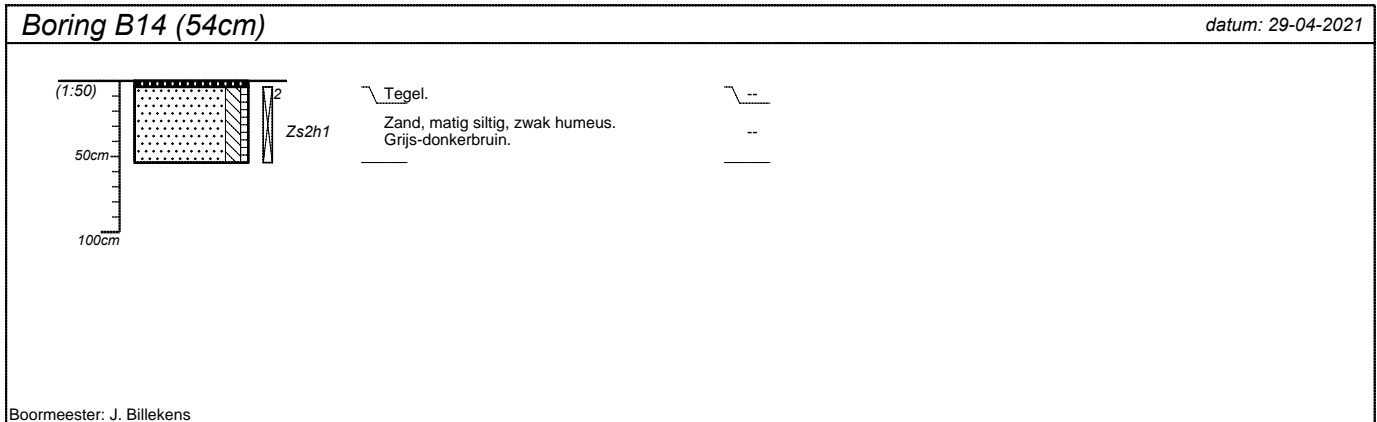 Boring B14 (54cm)
datum: 29-04-2021
(1:50)
2
Tegel.
--
Zs2h1
Zand, matig siltig, zwak humeus.
Grijs-donkerbruin.
--
50cm
100cm
Boormeester: J. Billekens